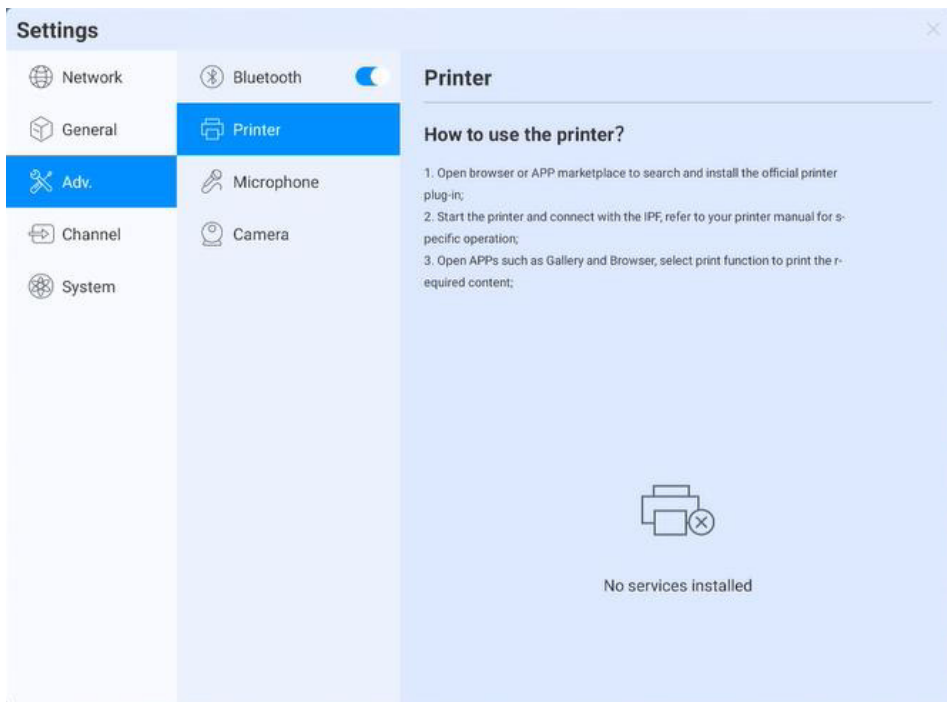 Settings
Network
General
Adv.
Channel
System
Bluetooth
Printer
Microphone
Camera
Printer
How to use the printer?
1. Open browser or APP marketplace to search and install the official printer
plug-in;
2. Start the printer and connect with the IPF, refer to your printer manual for s-
pecific operation;
3. Open APPs such as Gallery and Browser, select print function to print the r-
equired content;
No services installed